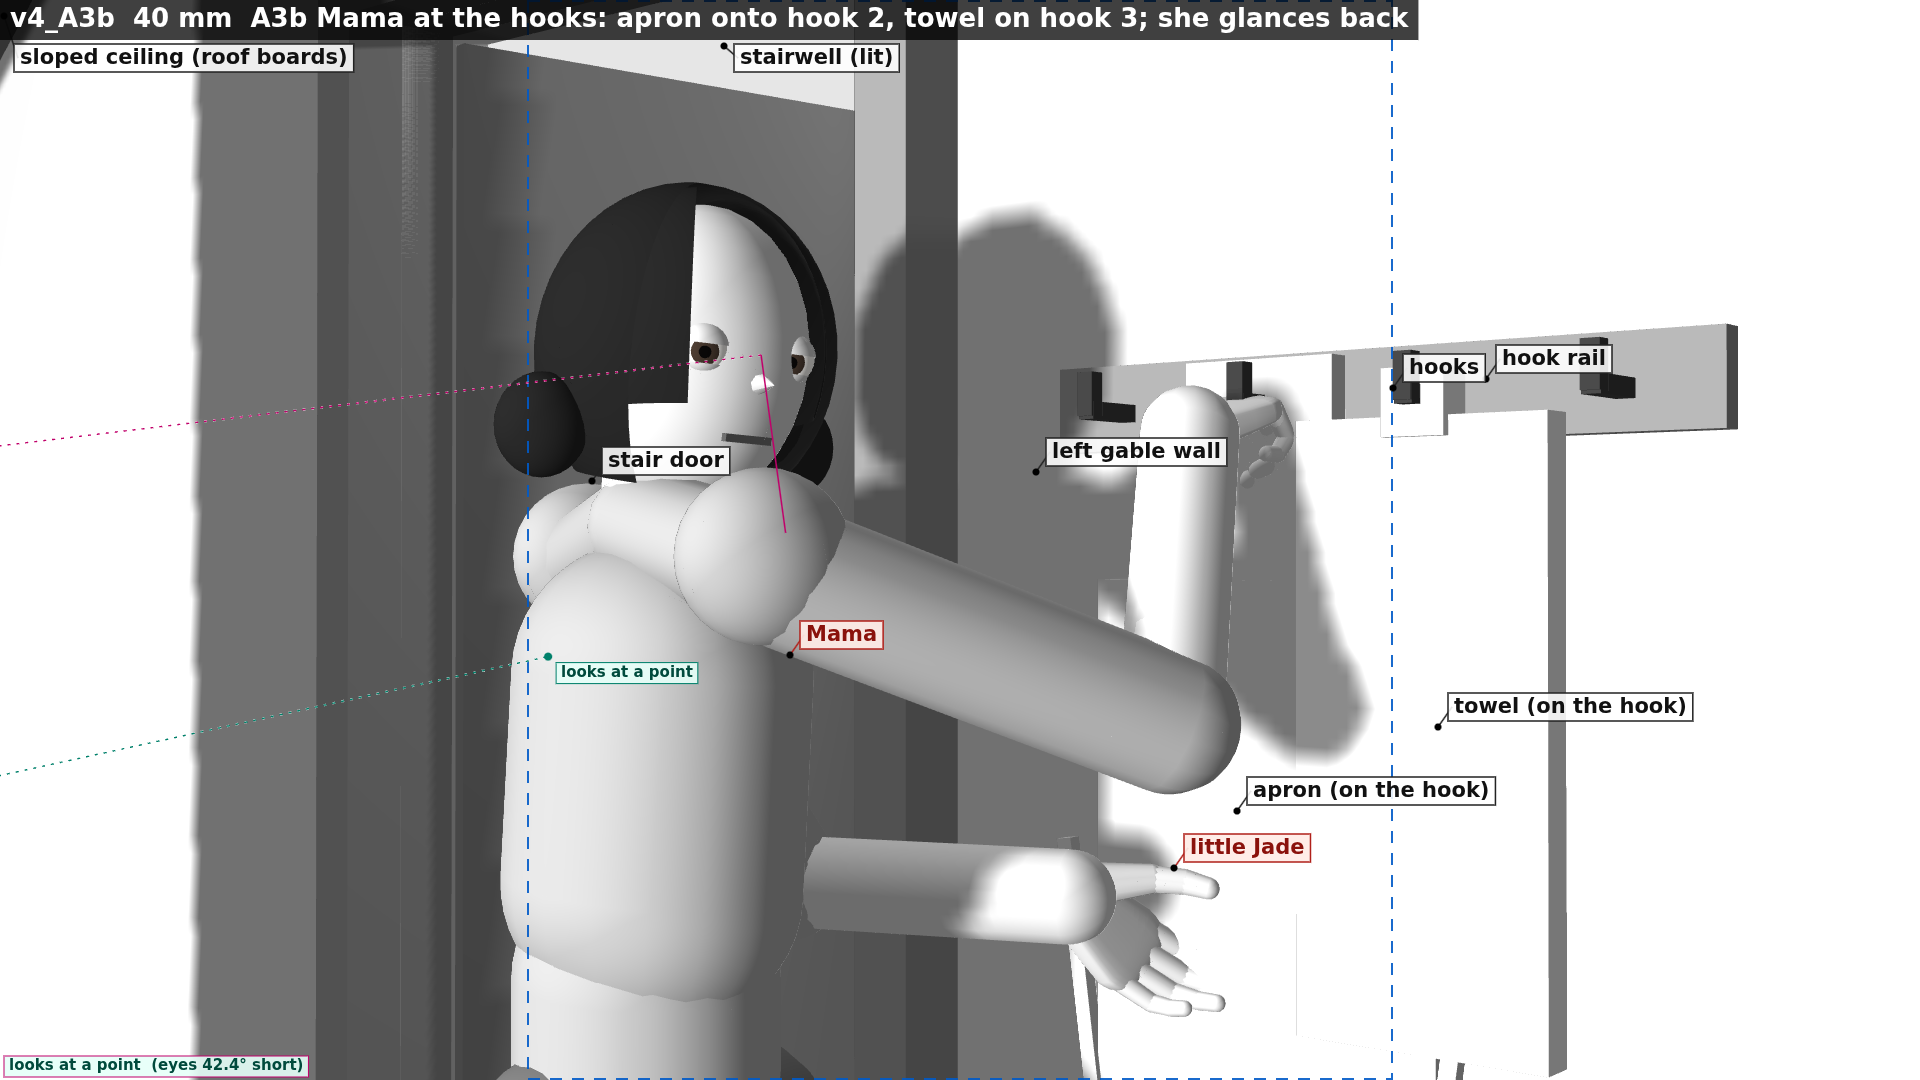 v4_A3b  40 mm  A3b Mama at the hooks: apron onto hook 2, towel on hook 3; she glances back
sloped ceiling (roof boards)
stairwell (lit)
hooks
hook rail
left gable wall
stair door
Mama
looks at a point
towel (on the hook)
apron (on the hook)
little Jade
looks at a point  (eyes 42.4° short)